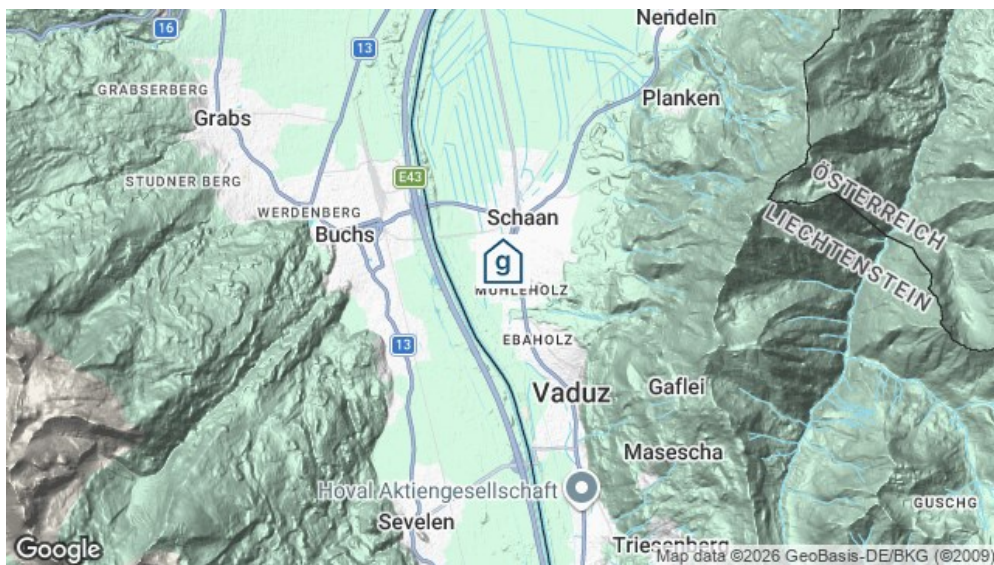 Nendeln
16
13
GRABSERBERG
Planken
Grabs
E43
STUDNER BERG
ÖSTERREICH
WERDENBERG
Schaan
Buchs
LIECHTENSTEIN
g
MÜHLEHOLZ
13
EBAHOLZ
Vaduz
Gaflei
Masescha
Hoval Aktiengesellschaft
GUSCHG
Sevelen
Triesenberg
Google
Map data ©2026 GeoBasis-DE/BKG (©2009)